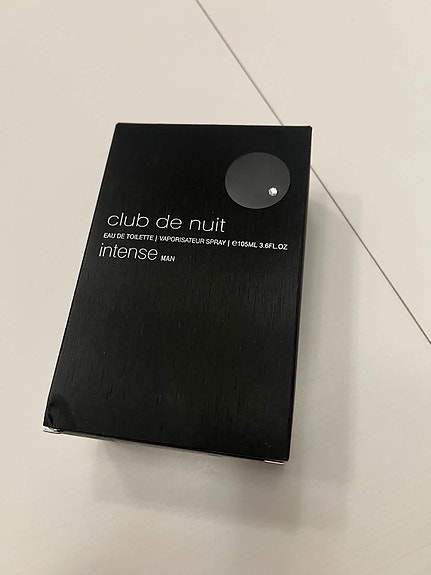 club de nuit
EAU DE TOILETTE | VAPORISATEUR SPRAY | ℮105ML 3.6FL.OZ
intense MAN